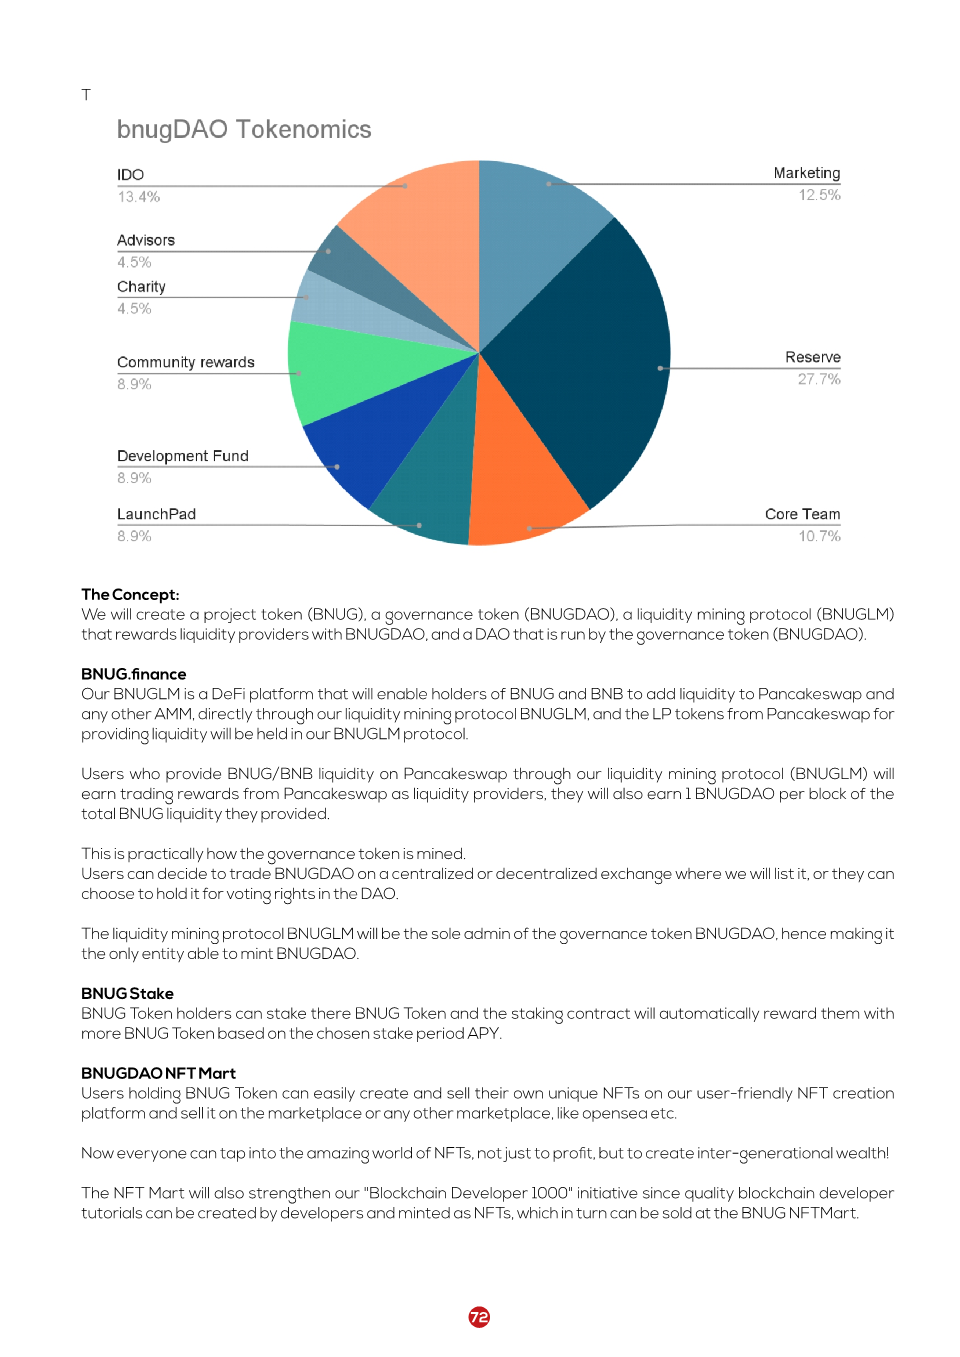 T
bnugDAO Tokenomics
IDO
13.4%
Advisors
4.5%
Charity
4.5%
Community rewards
8.9%
Development Fund
8.9%
LaunchPad
8.9%
Marketing
12.5%
Reserve
27.7%
Core Team
10.7%
The Concept:
We will create a project token (BNUG), a governance token (BNUGDAO), a liquidity mining protocol (BNUGLM)
that rewards liquidity providers with BNUGDAO, and a DAO that is run by the governance token (BNUGDAO).
BNUG.finance
Our BNUGLM is a DeFi platform that will enable holders of BNUG and BNB to add liquidity to Pancakeswap and
any other AMM, directly through our liquidity mining protocol BNUGLM, and the LP tokens from Pancakeswap for
providing liquidity will be held in our BNUGLM protocol.
Users who provide BNUG/BNB liquidity on Pancakeswap through our liquidity mining protocol (BNUGLM) will
earn trading rewards from Pancakeswap as liquidity providers, they will also earn 1 BNUGDAO per block of the
total BNUG liquidity they provided.
This is practically how the governance token is mined.
Users can decide to trade BNUGDAO on a centralized or decentralized exchange where we will list it, or they can
choose to hold it for voting rights in the DAO.
The liquidity mining protocol BNUGLM will be the sole admin of the governance token BNUGDAO, hence making it
the only entity able to mint BNUGDAO.
BNUG Stake
BNUG Token holders can stake there BNUG Token and the staking contract will automatically reward them with
more BNUG Token based on the chosen stake period APY.
BNUGDAO NFT Mart
Users holding BNUG Token can easily create and sell their own unique NFTs on our user-friendly NFT creation
platform and sell it on the marketplace or any other marketplace, like opensea etc.
Now everyone can tap into the amazing world of NFTs, not just to profit, but to create inter-generational wealth!
The NFT Mart will also strengthen our "Blockchain Developer 1000" initiative since quality blockchain developer
tutorials can be created by developers and minted as NFTs, which in turn can be sold at the BNUG NFTMart.
72